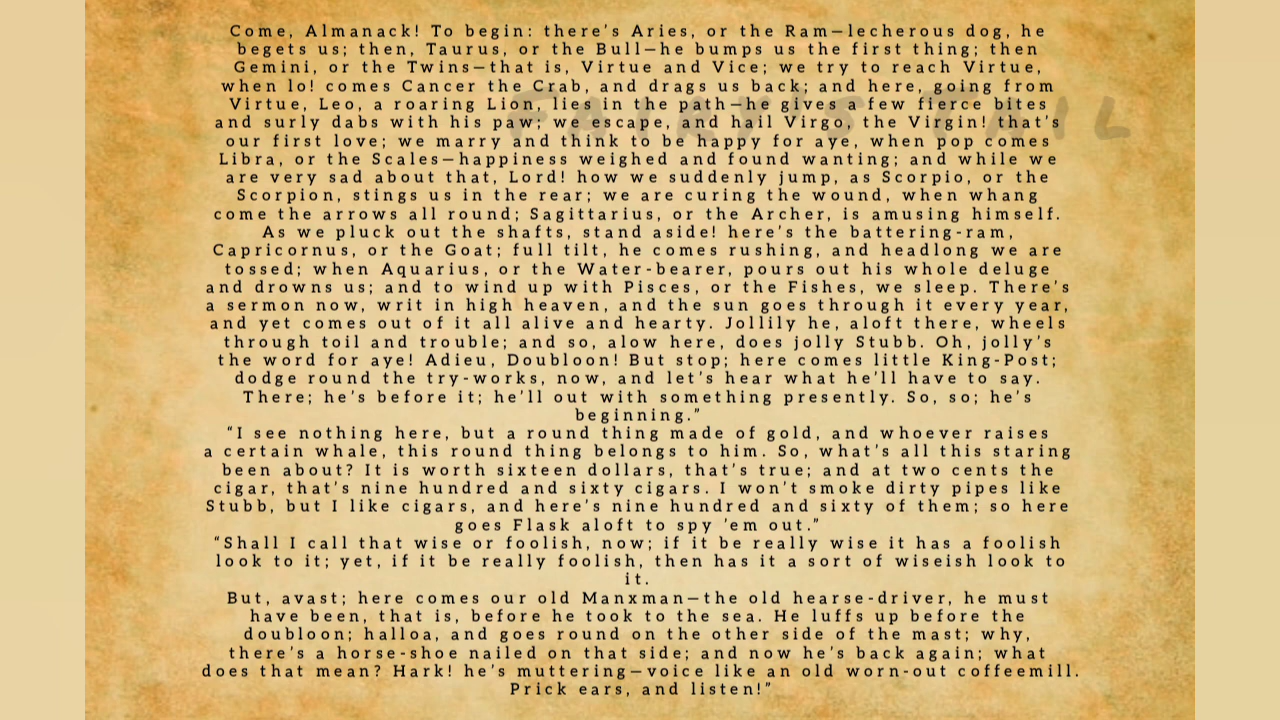 Come, Almanack! To begin: there's Aries, or the Ram—lecherous dog, he
begets us; then, Taurus, or the Bull—he bumps us the first thing; then
Gemini, or the Twins—that is, Virtue and Vice; we try to reach Virtue,
when lo! comes Cancer the Crab, and drags us back; and here, going from
Virtue, Leo, a roaring Lion, lies in the path—he gives a few fierce bites
and surly dabs with his paw; we escape, and hail Virgo, the Virgin! that's
our first love; we marry and think to be happy for aye, when pop comes
Libra, or the Scales—happiness weighed and found wanting; and while we
are very sad about that, Lord! how we suddenly jump, as Scorpio, or the
Scorpion, stings us in the rear; we are curing the wound, when whang
come the arrows all round; Sagittarius, or the Archer, is amusing himself.
As we pluck out the shafts, stand aside! here's the battering-ram,
Capricornus, or the Goat; full tilt, he comes rushing, and headlong we are
tossed; when Aquarius, or the Water-bearer, pours out his whole deluge
and drowns us; and to wind up with Pisces, or the Fishes, we sleep. There's
a sermon now, writ in high heaven, and the sun goes through it every year,
and yet comes out of it all alive and hearty. Jollily he, aloft there, wheels
through toil and trouble; and so, alow here, does jolly Stubb. Oh, jolly's
the word for aye! Adieu, Doubloon! But stop; here comes little King-Post;
dodge round the try-works, now, and let's hear what he'll have to say.
There; he's before it; he'll out with something presently. So, so; he's
beginning."
"I see nothing here, but a round thing made of gold, and whoever raises
a certain whale, this round thing belongs to him. So, what's all this staring
been about? It is worth sixteen dollars, that's true; and at two cents the
cigar, that's nine hundred and sixty cigars. I won't smoke dirty pipes like
Stubb, but I like cigars, and here's nine hundred and sixty of them; so here
goes Flask aloft to spy 'em out."
"Shall I call that wise or foolish, now; if it be really wise it has a foolish
look to it; yet, if it be really foolish, then has it a sort of wiseish look to
it.
But, avast; here comes our old Manxman—the old hearse-driver, he must
have been, that is, before he took to the sea. He luffs up before the
doubloon; halloa, and goes round on the other side of the mast; why,
there's a horse-shoe nailed on that side; and now he's back again; what
does that mean? Hark! he's muttering—voice like an old worn-out coffeemill.
Prick ears, and listen!"